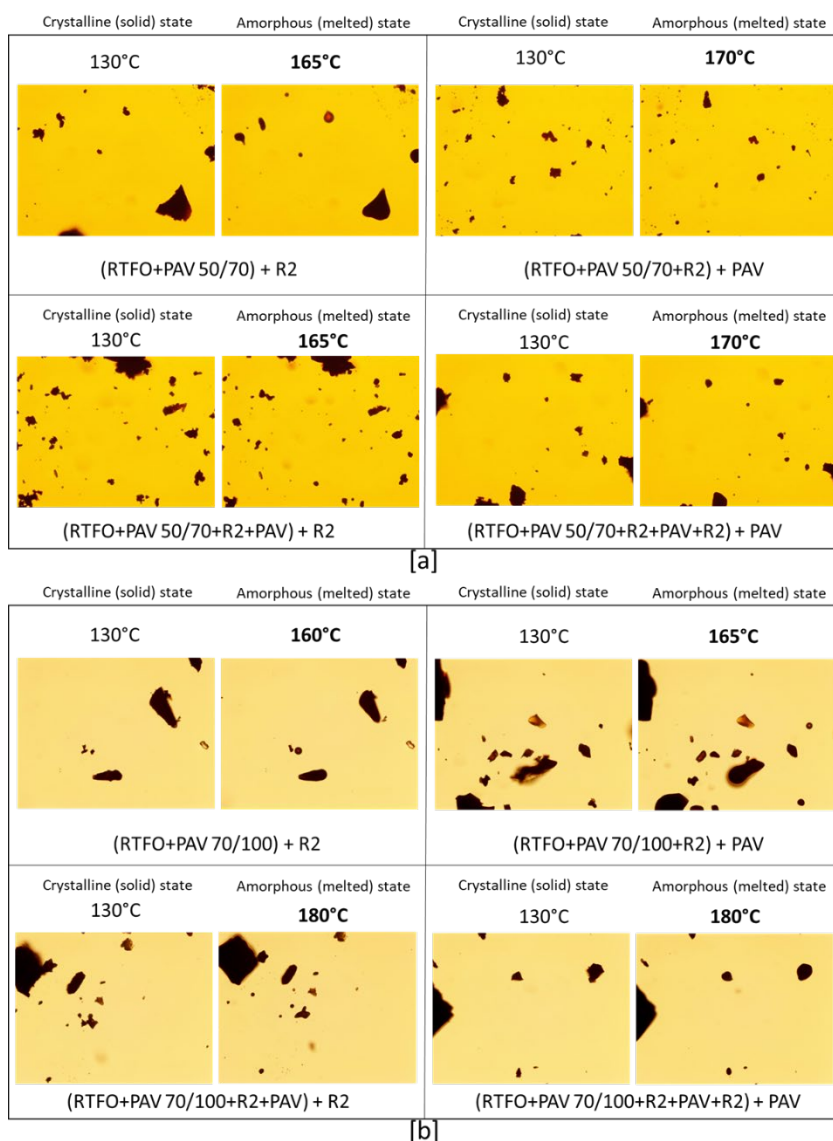 Crystalline (solid) state Amorphous (melted) state Crystalline (solid) state Amorphous (melted) state
130°C 165°C 130°C 170°C
(RTFO+PAV 50/70) + R2 (RTFO+PAV 50/70+R2) + PAV
Crystalline (solid) state Amorphous (melted) state Crystalline (solid) state Amorphous (melted) state
130°C 165°C 130°C 170°C
(RTFO+PAV 50/70+R2+PAV) + R2 (RTFO+PAV 50/70+R2+PAV+R2) + PAV
[a]
Crystalline (solid) state Amorphous (melted) state Crystalline (solid) state Amorphous (melted) state
130°C 160°C 130°C 165°C
(RTFO+PAV 70/100) + R2 (RTFO+PAV 70/100+R2) + PAV
Crystalline (solid) state Amorphous (melted) state Crystalline (solid) state Amorphous (melted) state
130°C 180°C 130°C 180°C
(RTFO+PAV 70/100+R2+PAV) + R2 (RTFO+PAV 70/100+R2+PAV+R2) + PAV
[b]